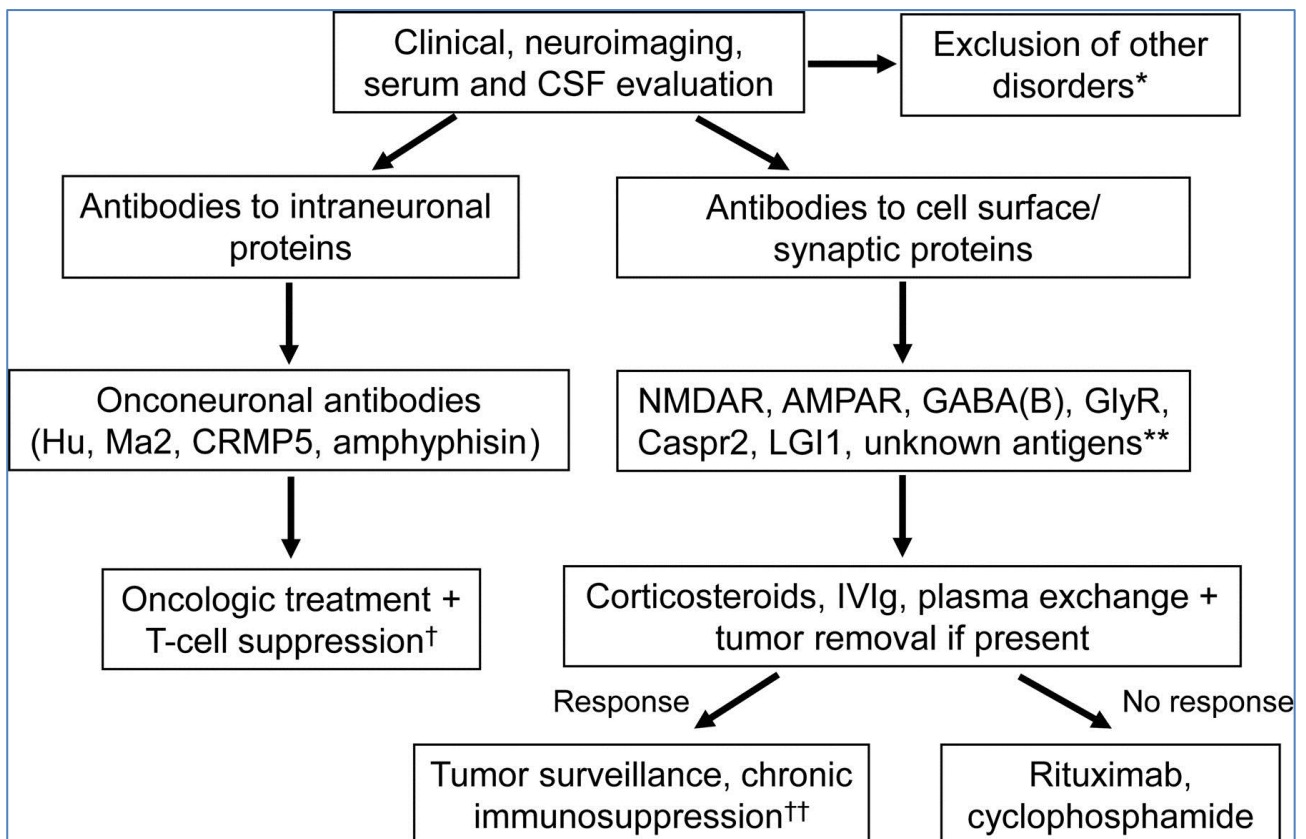 Clinical, neuroimaging,
serum and CSF evaluation
Exclusion of other
disorders*
Antibodies to intraneuronal
proteins
Antibodies to cell surface/
synaptic proteins
Onconeuronal antibodies
(Hu, Ma2, CRMP5, amphyphisin)
NMDAR, AMPAR, GABA(B), GlyR,
Caspr2, LGI1, unknown antigens**
Oncologic treatment +
T-cell suppression†
Corticosteroids, IVIg, plasma exchange +
tumor removal if present
Response
No response
Tumor surveillance, chronic
immunosuppression††
Rituximab,
cyclophosphamide